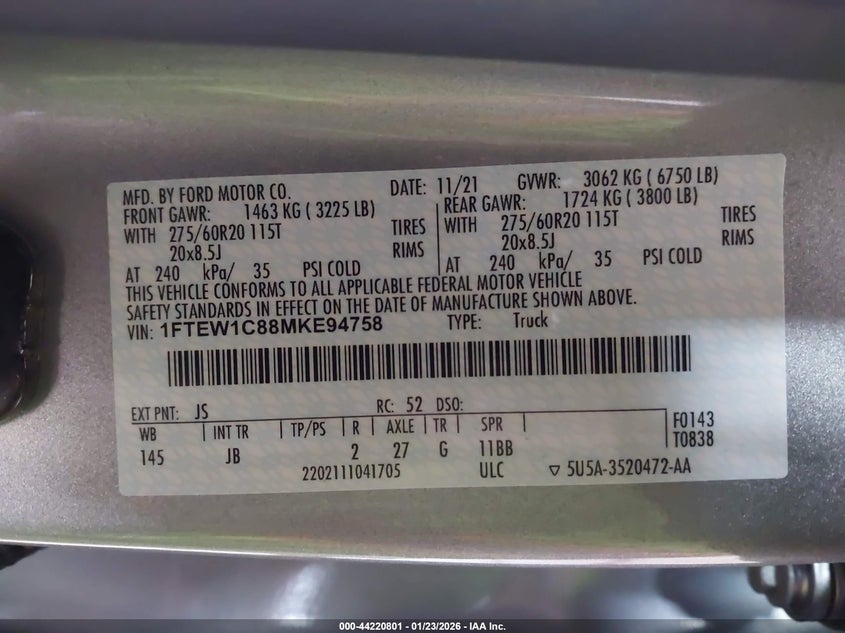 MFD. BY FORD MOTOR CO. DATE: 11/21 GVWR: 3062 KG ( 6750 LB)
FRONT GAWR: 1463 KG ( 3225 LB) REAR GAWR: 1724 KG ( 3800 LB)
WITH 275/60R20 115T TIRES WITH 275/60R20 115T TIRES
20x8.5J RIMS 20x8.5J RIMS
AT 240 kPa/ 35 PSI COLD AT 240 kPa/ 35 PSI COLD
THIS VEHICLE CONFORMS TO ALL APPLICABLE FEDERAL MOTOR VEHICLE
SAFETY STANDARDS IN EFFECT ON THE DATE OF MANUFACTURE SHOWN ABOVE.
VIN: 1FTEW1C88MKE94758 TYPE: Truck
EXT PNT: JS RC: 52 DSO: F0143
WB INT TR TP/PS R AXLE TR SPR T0838
145 JB 2 27 G 11BB
2202111041705 ULC ▽ 5U5A-3520472-AA
000-44220801 - 01/23/2026 - IAA Inc.